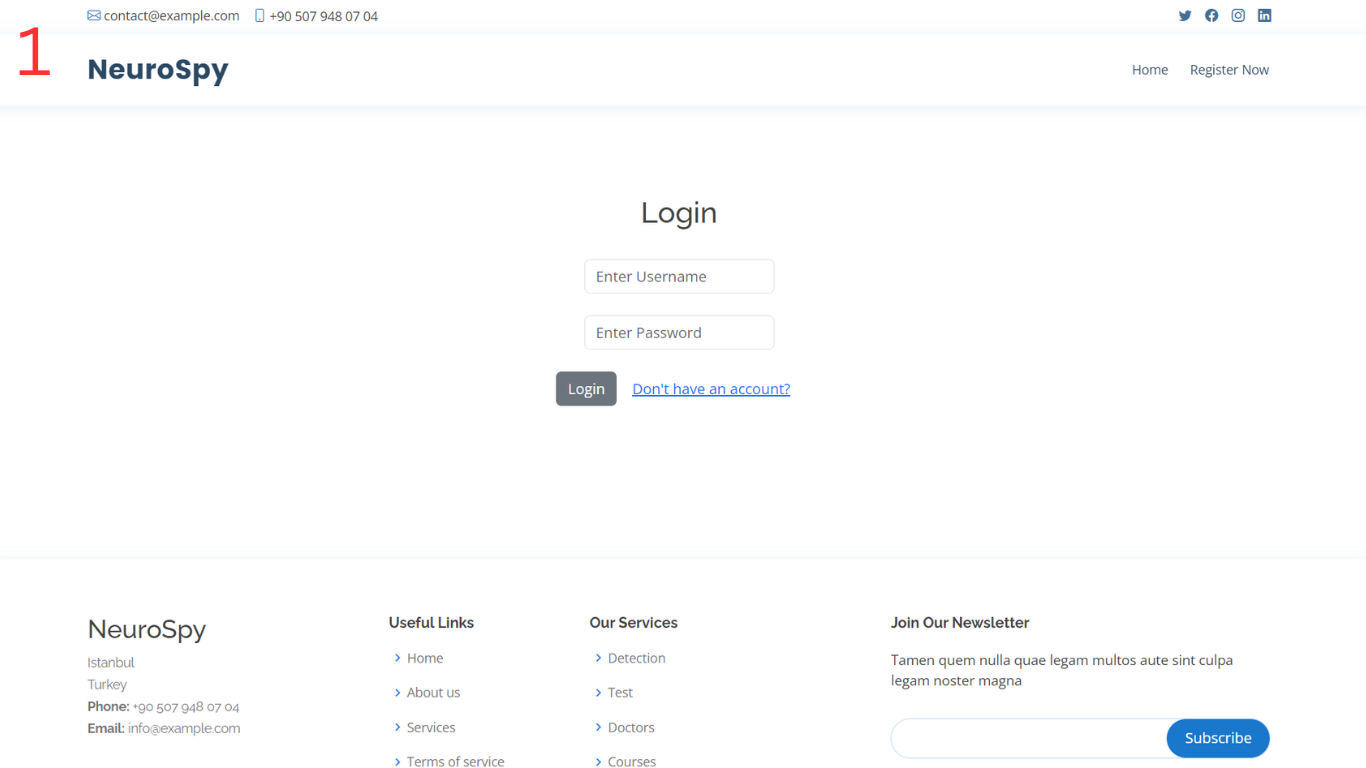 contact@example.com +90 507 948 07 04
1
NeuroSpy
Home Register Now
Login
Enter Username
Enter Password
Login Don't have an account?
NeuroSpy
Istanbul
Turkey
Phone: +90 507 948 07 04
Email: info@example.com
Useful Links
Home
About us
Services
Terms of service
Our Services
Detection
Test
Doctors
Courses
Join Our Newsletter
Tamen quem nulla quae legam multos aute sint culpa
legam noster magna
Subscribe